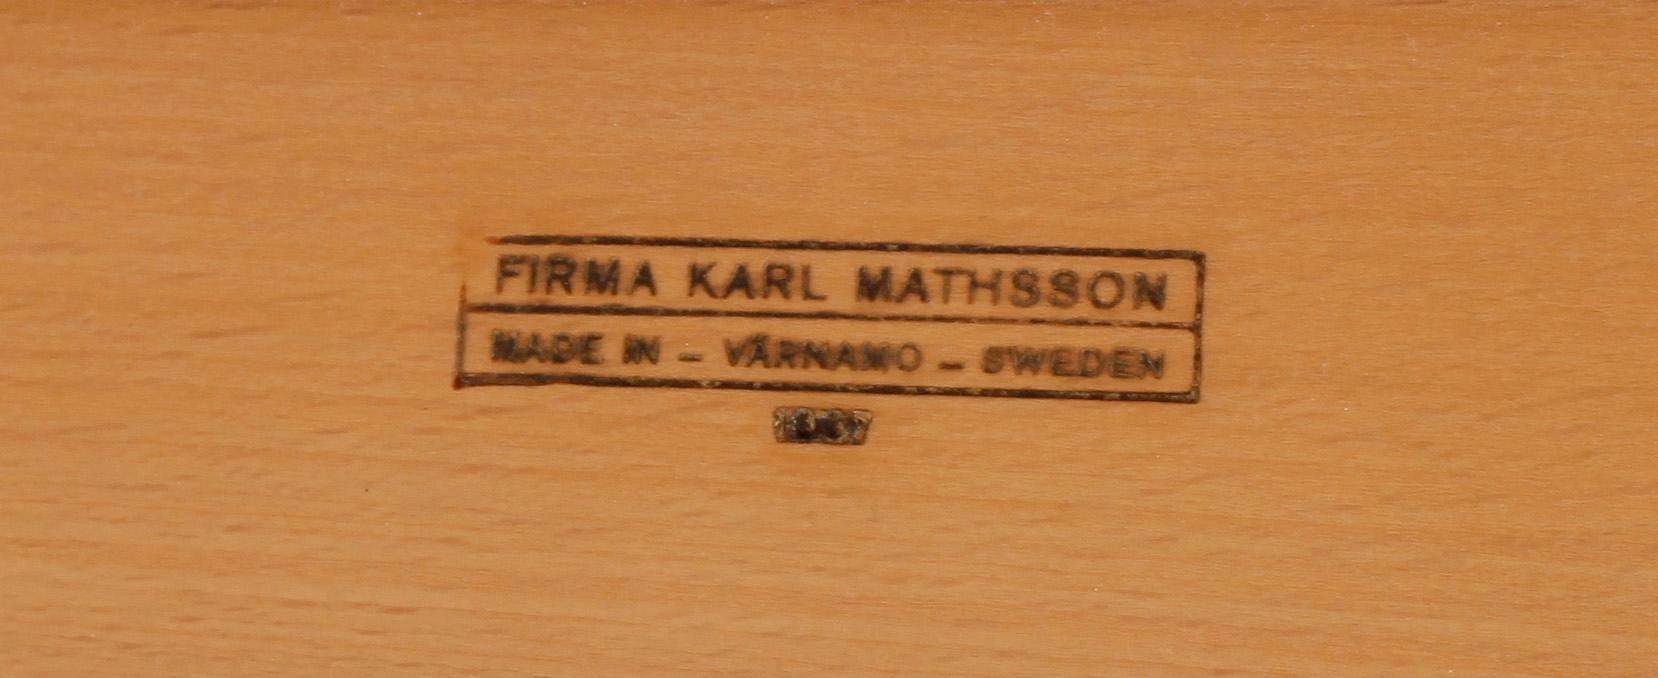 FIRMA KARL MATHSSON
MADE IN - VÄRNAMO - SWEDEN